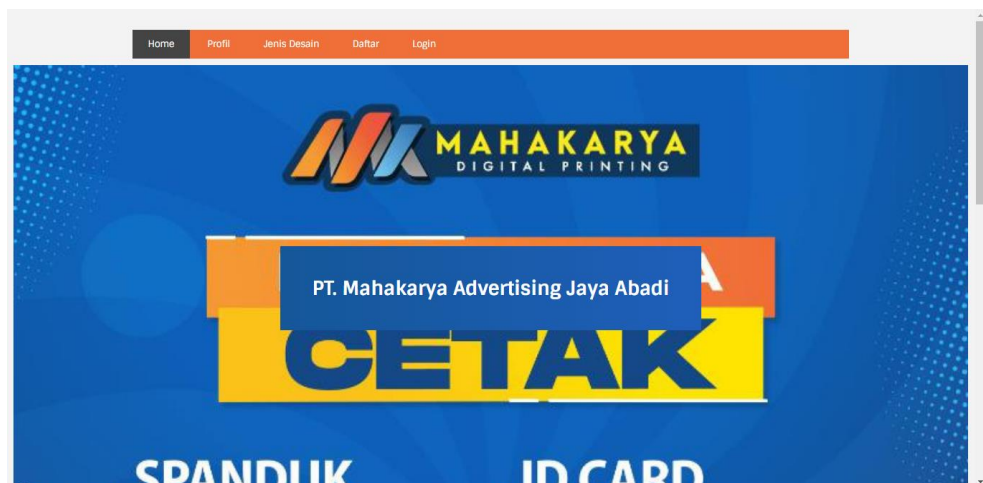 Home Profil Jenis Desain Daftar Login
MAHAKARYA
DIGITAL PRINTING
PT. Mahakarya Advertising Jaya Abadi
CETAK
SPANDUK ID CARD